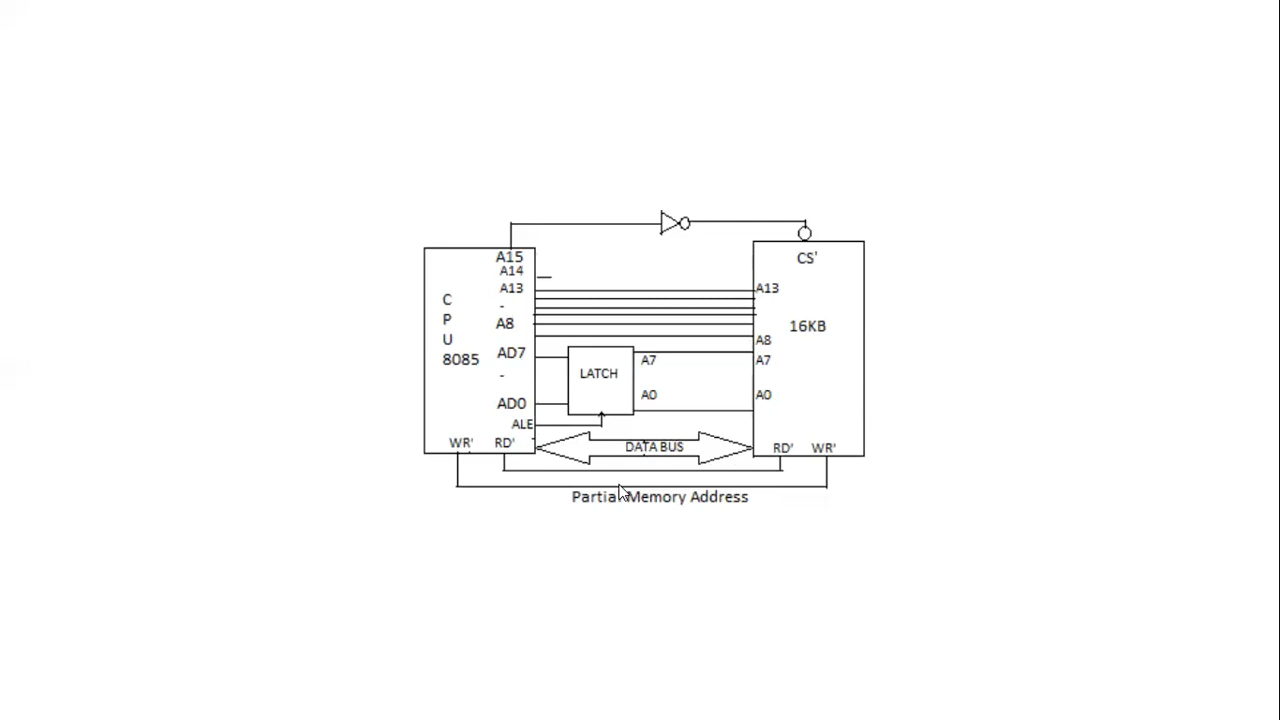 A15
A14
A13
-
A8
AD7
-
AD0
ALE
C
P
U
8085
WR'
RD'
LATCH
A7
A0
DATA BUS
CS'
A13
16KB
A8
A7
A0
RD'
WR'
Partial Memory Address